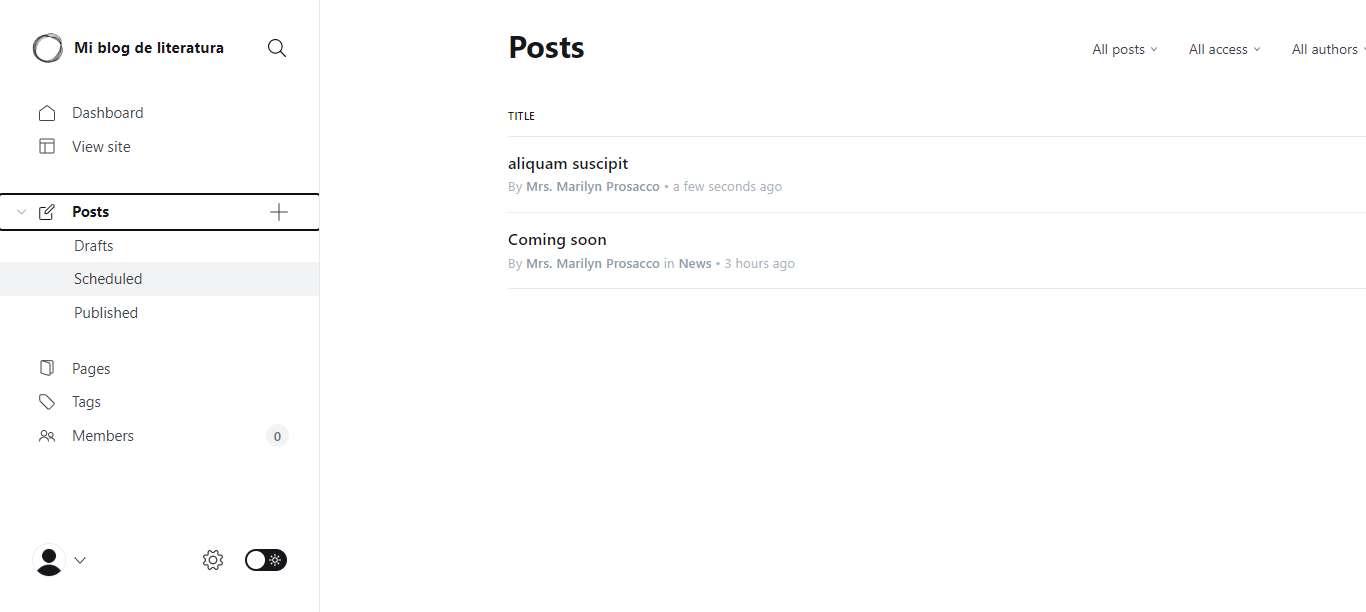 Mi blog de literatura
Dashboard
View site
Posts
Drafts
Scheduled
Published
Pages
Tags
Members 0
Posts
All posts All access All authors
TITLE
aliquam suscipit
By Mrs. Marilyn Prosacco • a few seconds ago
Coming soon
By Mrs. Marilyn Prosacco in News • 3 hours ago